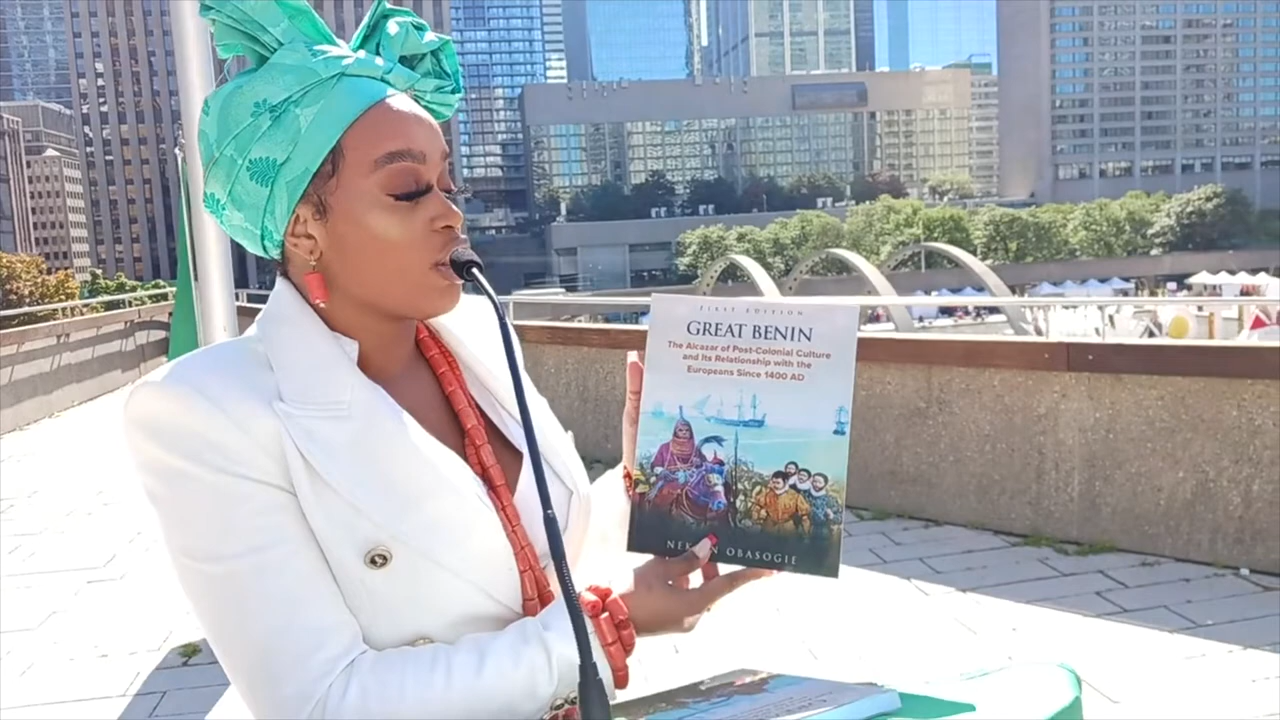 FIRST EDITION
GREAT BENIN
The Alcazar of Post-Colonial Culture
and Its Relationship with the
Europeans Since 1400 AD
OBASOGIE